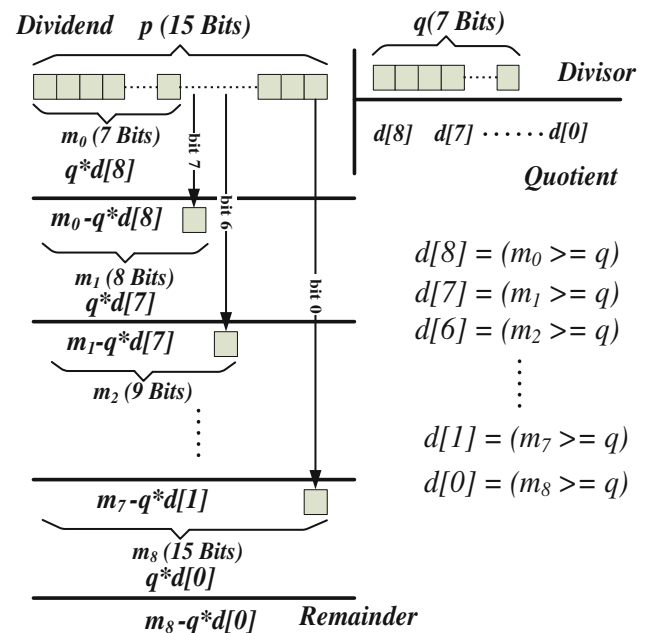 Dividend p (15 Bits)
q(7 Bits)
Divisor
m0 (7 Bits)
bit 7
d[8] d[7] ······ d[0]
q*d[8]
Quotient
m0-q*d[8]
bit 6
m1 (8 Bits)
q*d[7]
bit 0
m1-q*d[7]
m2 (9 Bits)
d[8] = (m0 >= q)
d[7] = (m1 >= q)
d[6] = (m2 >= q)
d[1] = (m7 >= q)
d[0] = (m8 >= q)
m7-q*d[1]
m8 (15 Bits)
q*d[0]
m8-q*d[0] Remainder